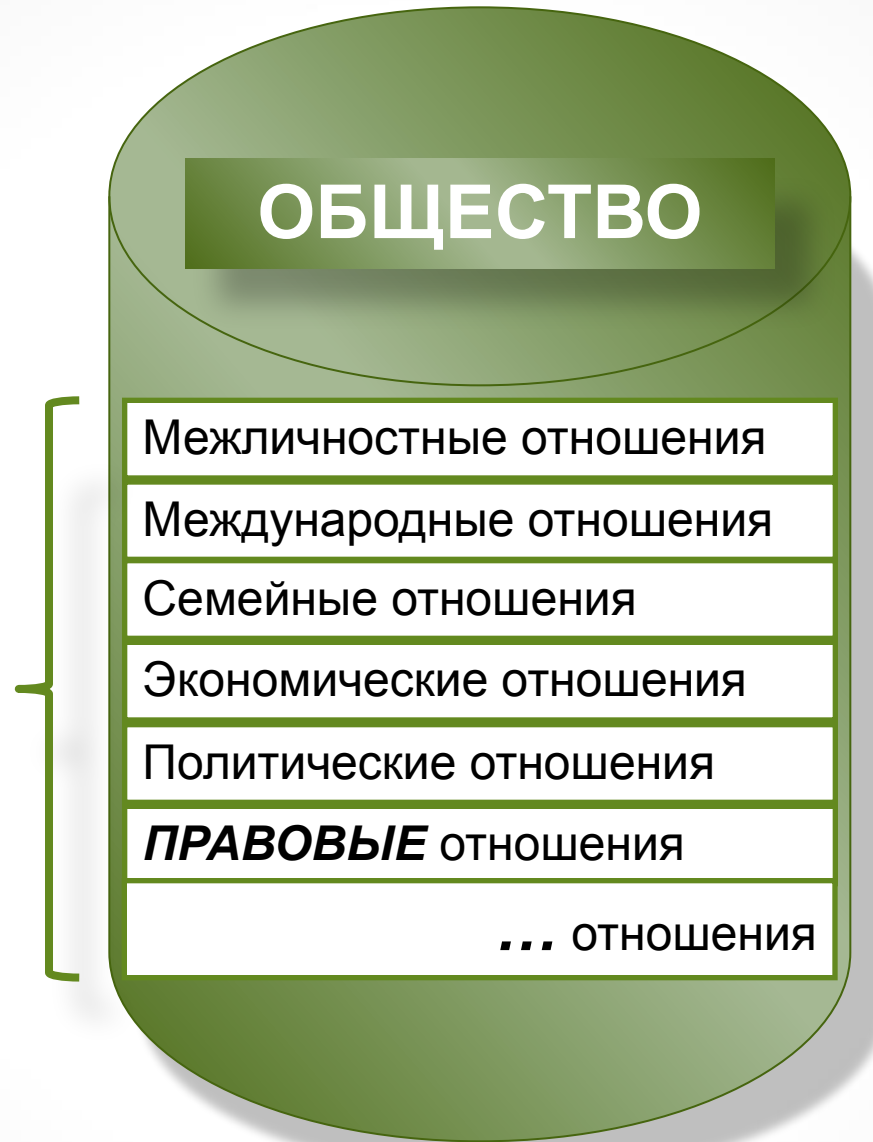 ОБЩЕСТВО
Межличностные отношения
Международные отношения
Семейные отношения
Экономические отношения
Политические отношения
ПРАВОВЫЕ отношения
... отношения